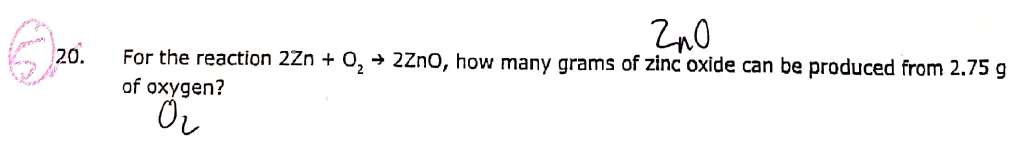 ZnO
5 20. For the reaction 2Zn + O₂ → 2ZnO, how many grams of zinc oxide can be produced from 2.75 g
of oxygen?
O₂